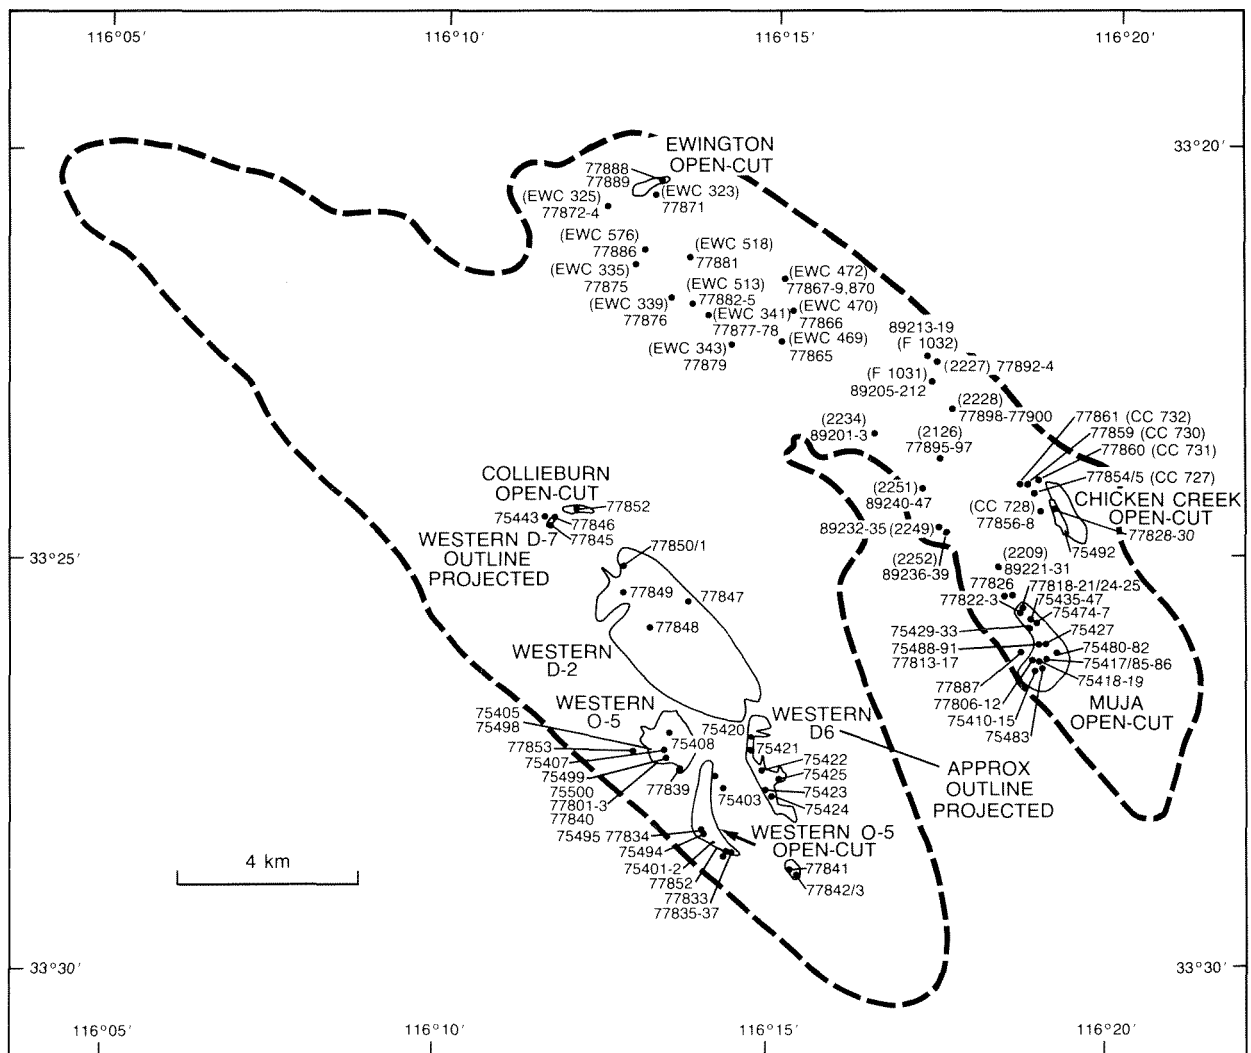 116°05′
116°10′
116°15′
116°20′
33°20′
33°20′
EWINGTON
OPEN-CUT
77888
77889
(EWC 325)
77872-4
(EWC 323)
77871
(EWC 576)
77886
(EWC 518)
77881
(EWC 335)
77875
(EWC 472)
77867-9,870
(EWC 513)
77882-5
(EWC 339)
77876
(EWC 341)
77877-78
(EWC 470)
77866
(EWC 343)
77879
(EWC 469)
77865
89213-19
(F 1032)
(2227) 77892-4
(F 1031)
89205-212
(2228)
77898-77900
(2234)
89201-3
(2126)
77895-97
77861 (CC 732)
77859 (CC 730)
77860 (CC 731)
77854/5 (CC 727)
(2251)
89240-47
(CC 728)
77856-8
CHICKEN CREEK
OPEN-CUT
77828-30
75492
COLLIEBURN
OPEN-CUT
77852
75443
77846
77845
WESTERN D-7
OUTLINE
PROJECTED
89232-35 (2249)
(2252)
89236-39
33°25′
77850/1
77849
77847
77848
WESTERN
D-2
(2209)
89221-31
77826
77818-21/24-25
77822-3
75435-47
75474-7
75429-33
75427
75488-91
77813-17
75480-82
75417/85-86
75418-19
77887
77806-12
75410-15
75483
MUJA
OPEN-CUT
WESTERN
O-5
75405
75498
75408
77853
75407
75499
75500
77801-3
77840
77839
75420
WESTERN
D6
75421
75422
75425
75423
75424
75403
APPROX
OUTLINE
PROJECTED
WESTERN O-5
OPEN-CUT
75495 77834
75494
75401-2
77852
77833
77835-37
77841
77842/3
4 km
33°30′
33°30′
116°05′
116°10′
116°15′
116°20′